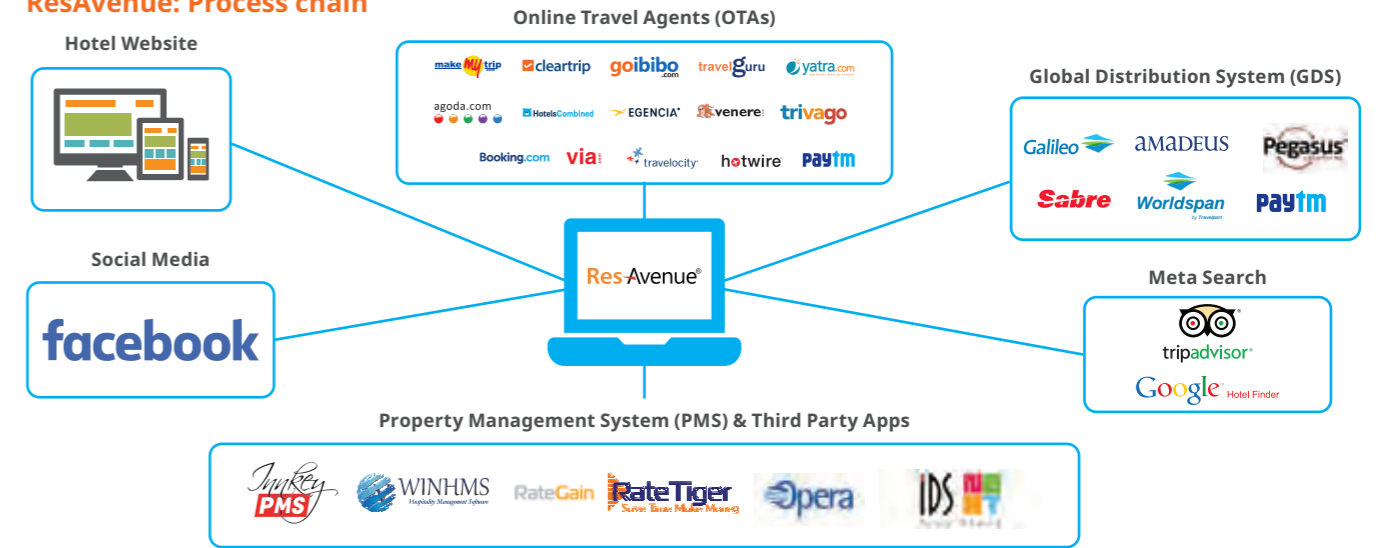 ResAvenue: Process chain
Online Travel Agents (OTAs)
Hotel Website
make my trip cleartrip goibibo.com travelguru yatra.com
agoda.com HotelsCombined EGENCIA venere trivago
Booking.com via travelocity hotwire paytm
Global Distribution System (GDS)
Galileo AMADEUS Pegasus
Sabre Worldspan by Travelport paytm
ResAvenue®
Social Media
facebook
Meta Search
tripadvisor®
Google Hotel Finder
Property Management System (PMS) & Third Party Apps
Innkey PMS WINHMS Hospitality Management Software RateGain RateTiger Opera IDS